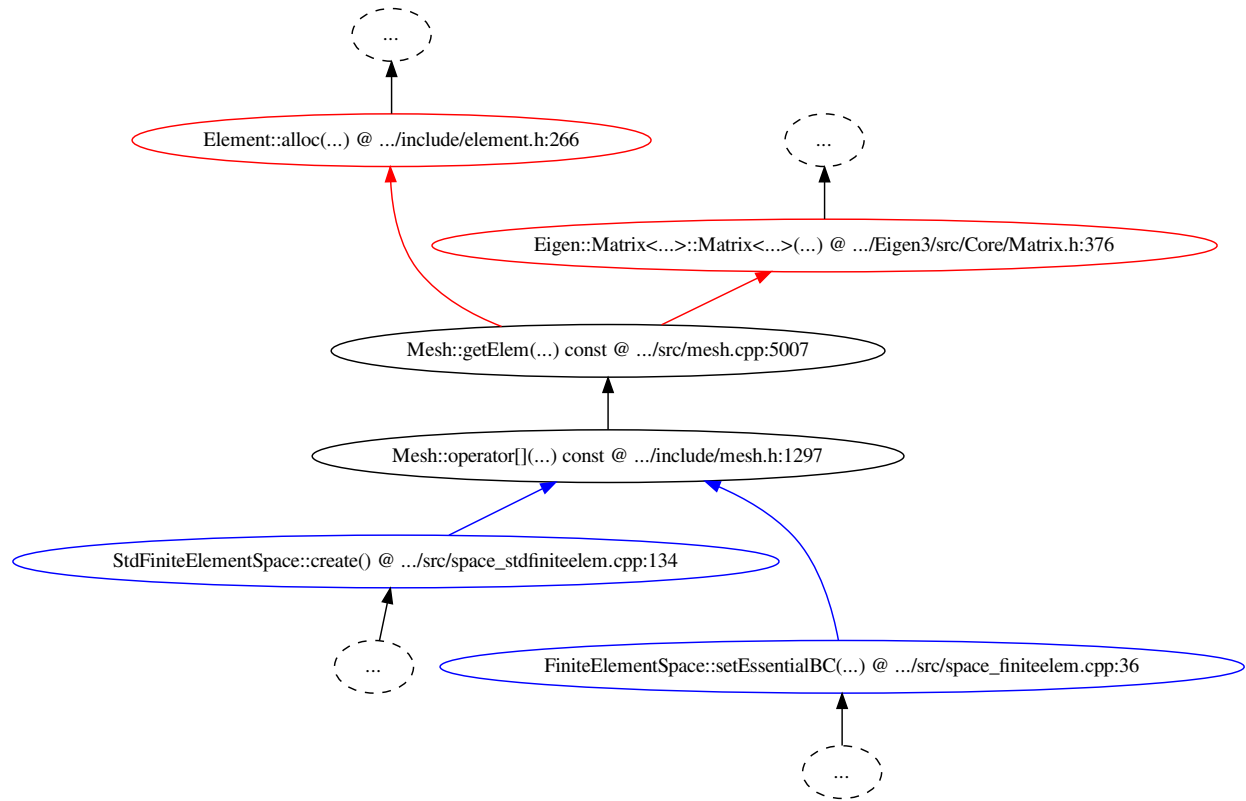 ...
Element::alloc(...) @ .../include/element.h:266
...
Eigen::Matrix<...>::Matrix<...>(...) @ .../Eigen3/src/Core/Matrix.h:376
Mesh::getElem(...) const @ .../src/mesh.cpp:5007
Mesh::operator[](...) const @ .../include/mesh.h:1297
StdFiniteElementSpace::create() @ .../src/space_stdfiniteelem.cpp:134
...
FiniteElementSpace::setEssentialBC(...) @ .../src/space_finiteelem.cpp:36
...